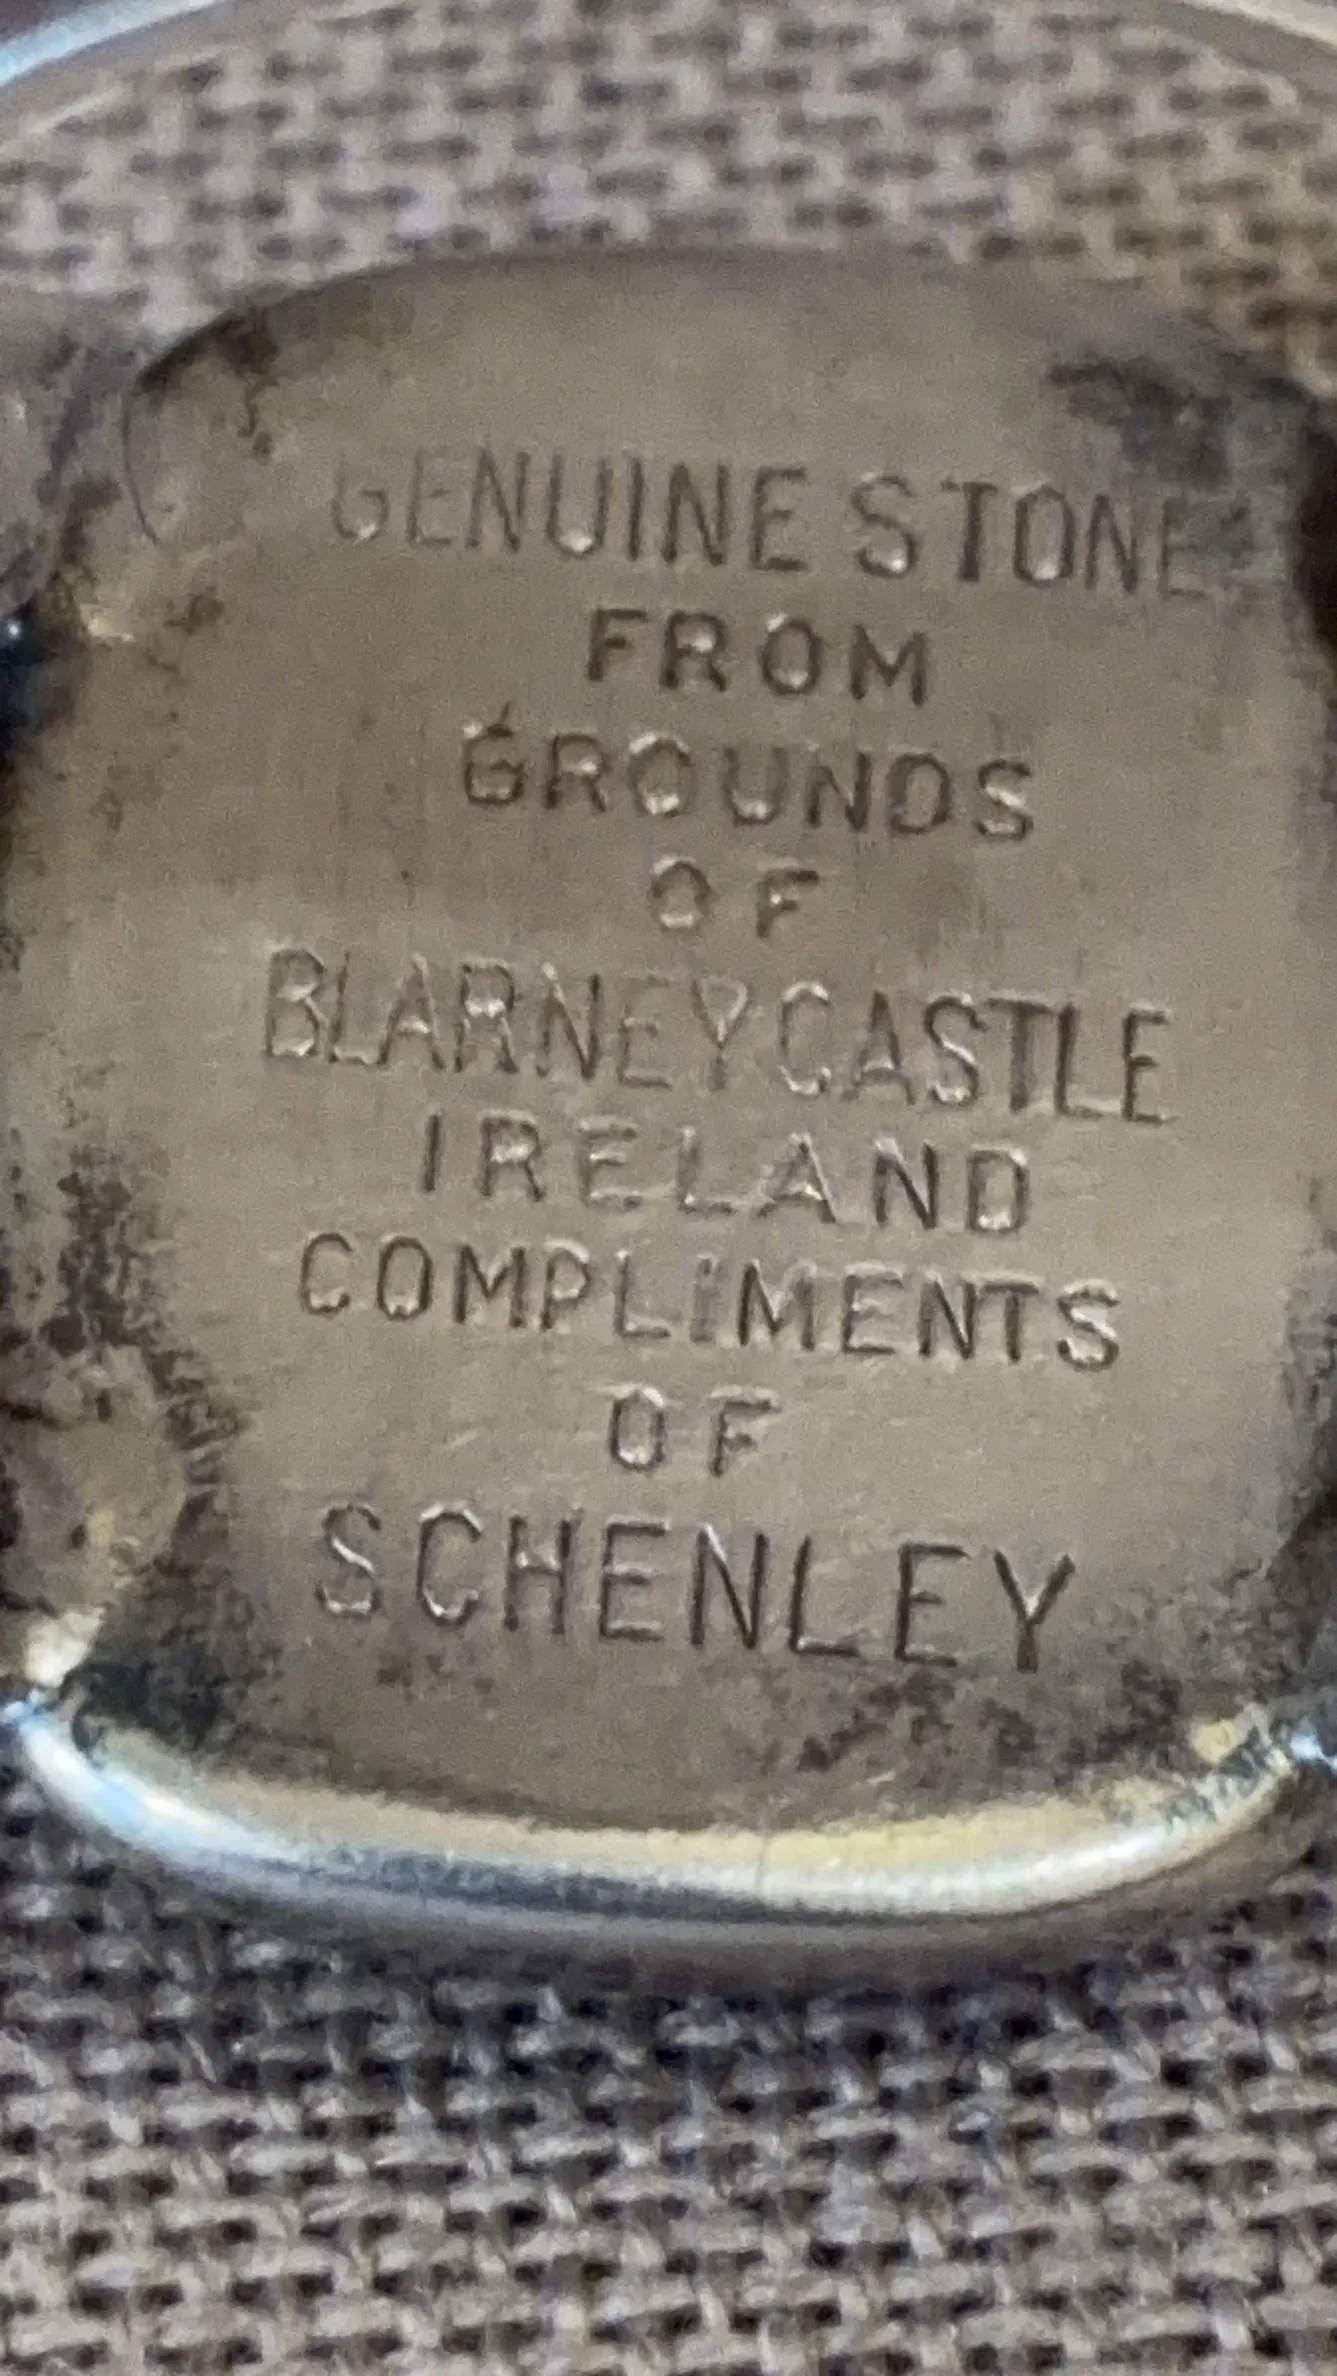 GENUINE STONE
FROM
GROUNDS
OF
BLARNEY CASTLE
IRELAND
COMPLIMENTS
OF
SCHENLEY